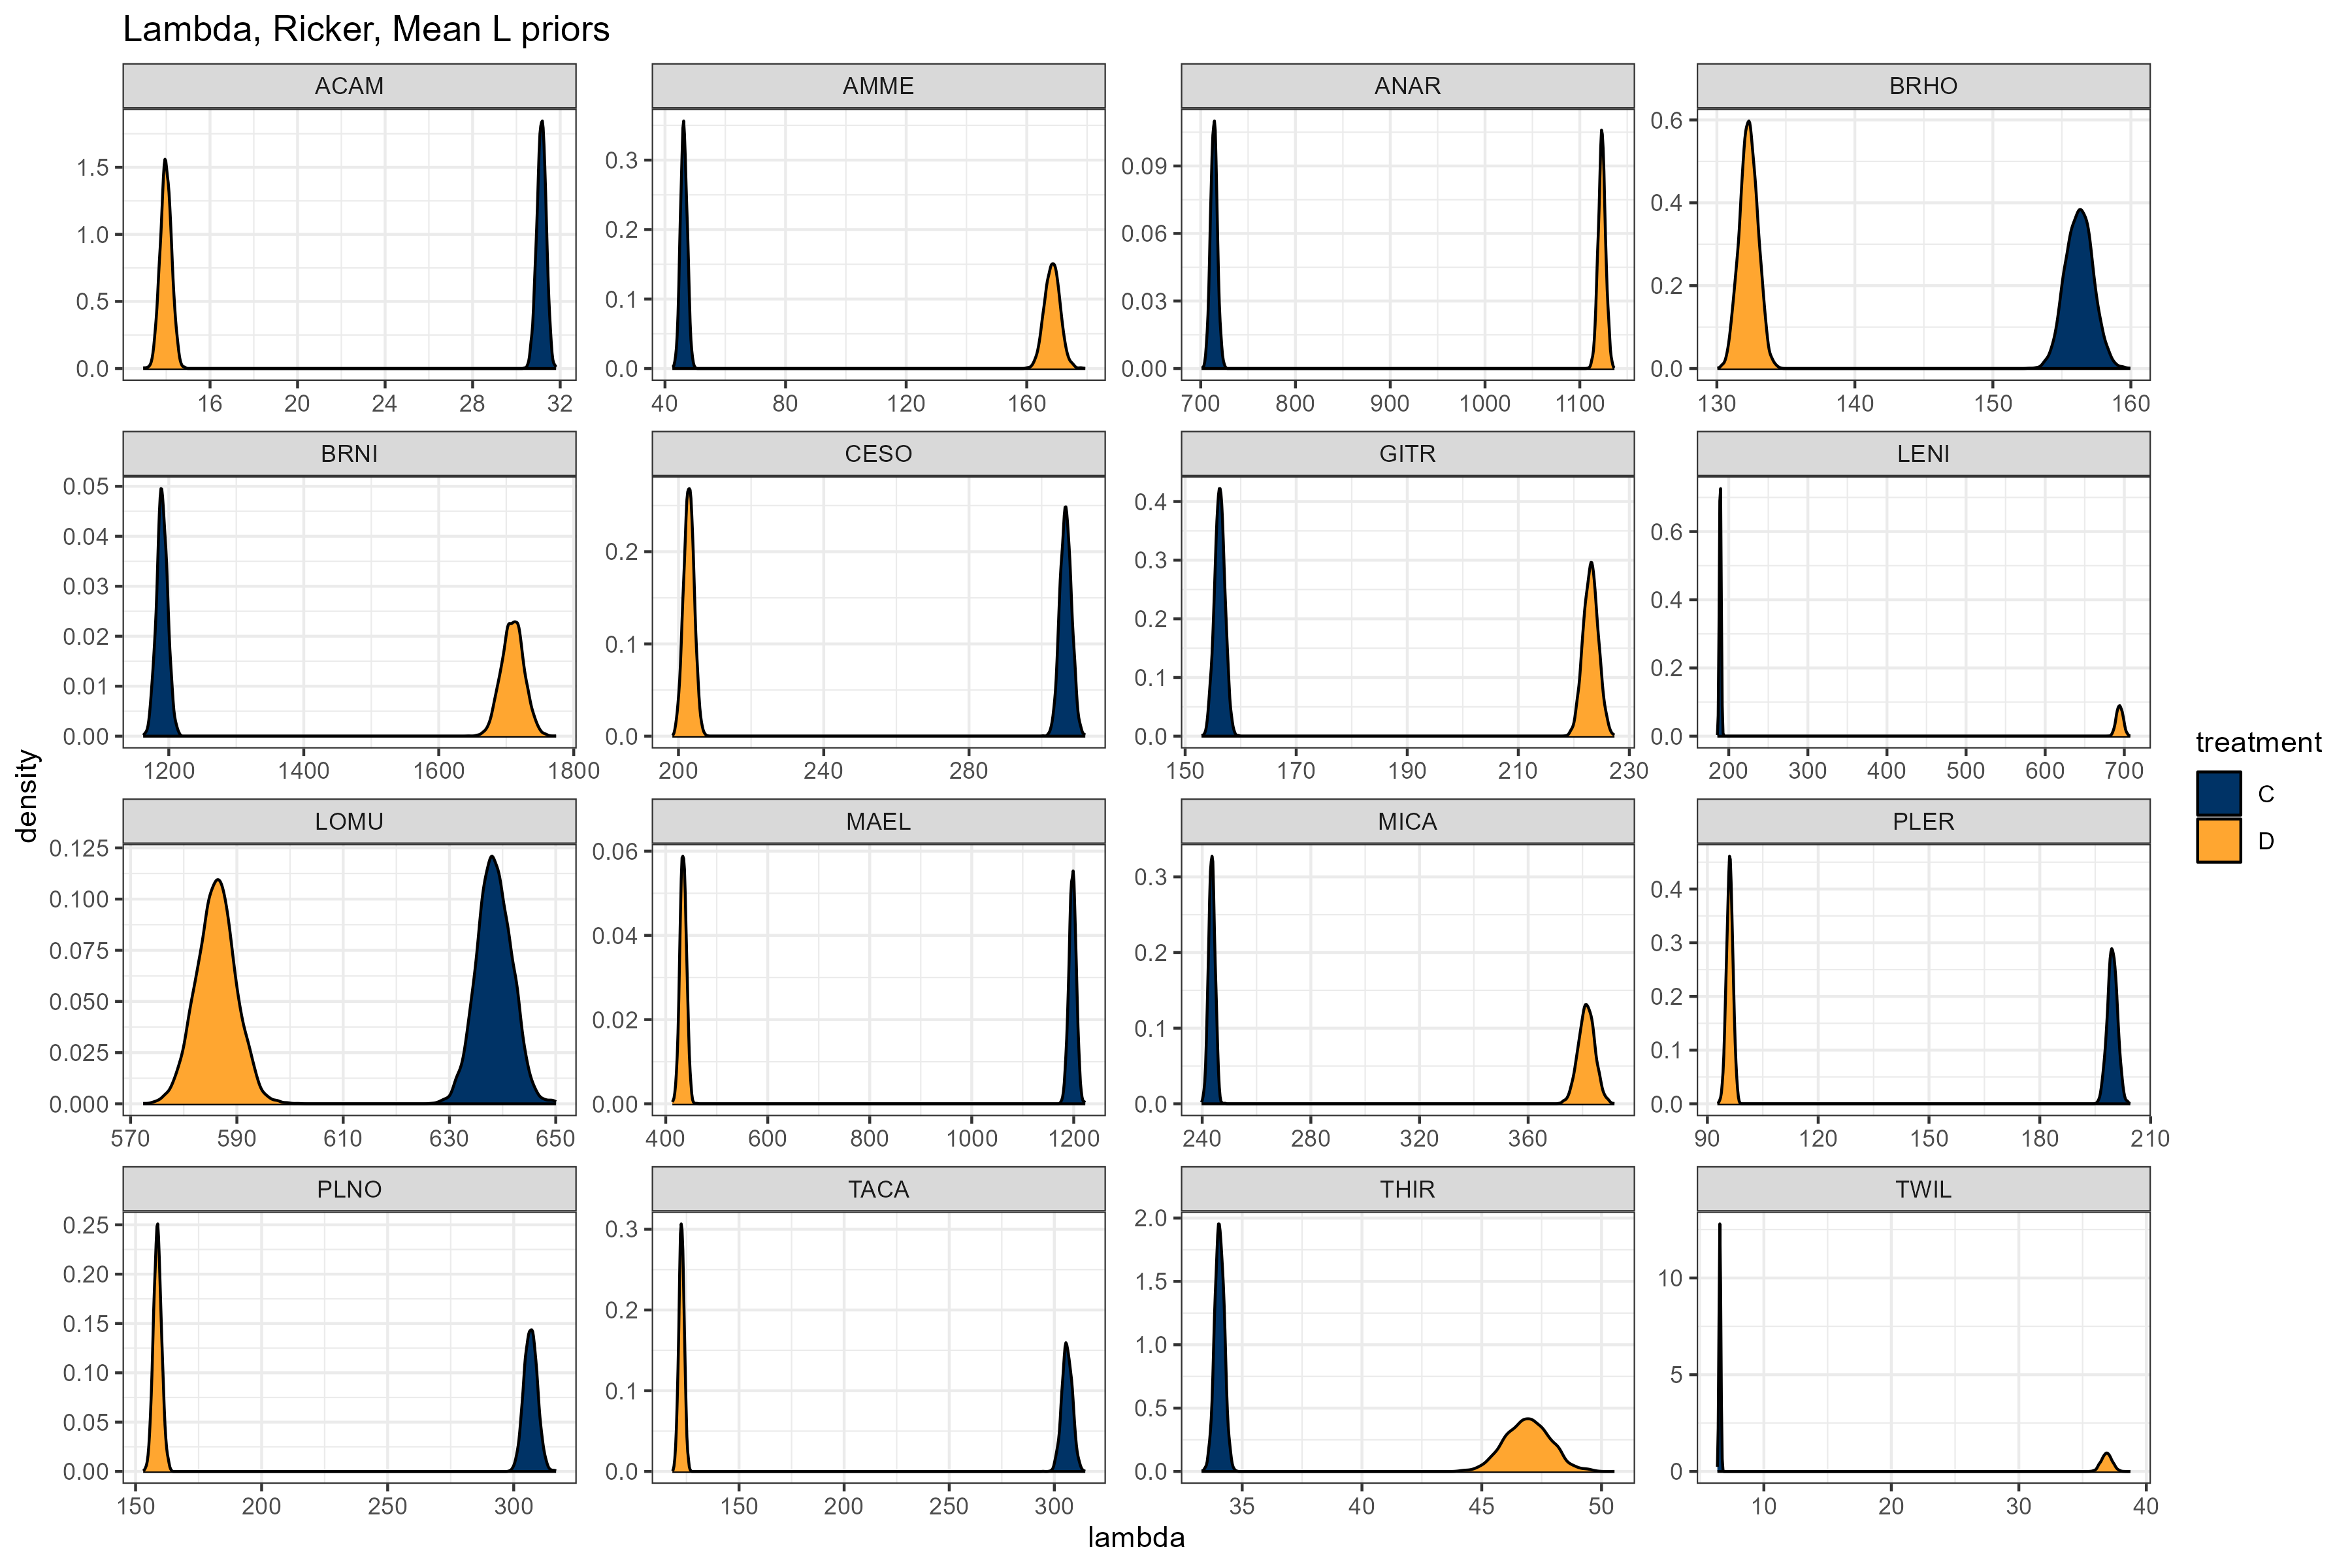 Lambda, Ricker, Mean L priors
ACAM AMME ANAR BRHO
1.5 1.0 0.5 0.0
0.3 0.2 0.1 0.0
0.09 0.06 0.03 0.00
0.6 0.4 0.2 0.0
16 20 24 28 32
40 80 120 160
700 800 900 1000 1100
130 140 150 160
BRNI CESO GITR LENI
0.05 0.04 0.03 0.02 0.01 0.00
0.2 0.1 0.0
0.4 0.3 0.2 0.1 0.0
0.6 0.4 0.2 0.0
1200 1400 1600 1800
200 240 280
150 170 190 210 230
200 300 400 500 600 700
LOMU MAEL MICA PLER
0.125 0.100 0.075 0.050 0.025 0.000
0.06 0.04 0.02 0.00
0.3 0.2 0.1 0.0
0.4 0.3 0.2 0.1 0.0
570 590 610 630 650
400 600 800 1000 1200
240 280 320 360
90 120 150 180 210
PLNO TACA THIR TWIL
0.25 0.20 0.15 0.10 0.05 0.00
0.3 0.2 0.1 0.0
2.0 1.5 1.0 0.5 0.0
10 5 0
150 200 250 300
150 200 250 300
35 40 45 50
10 20 30 40
density
lambda
treatment
C
D